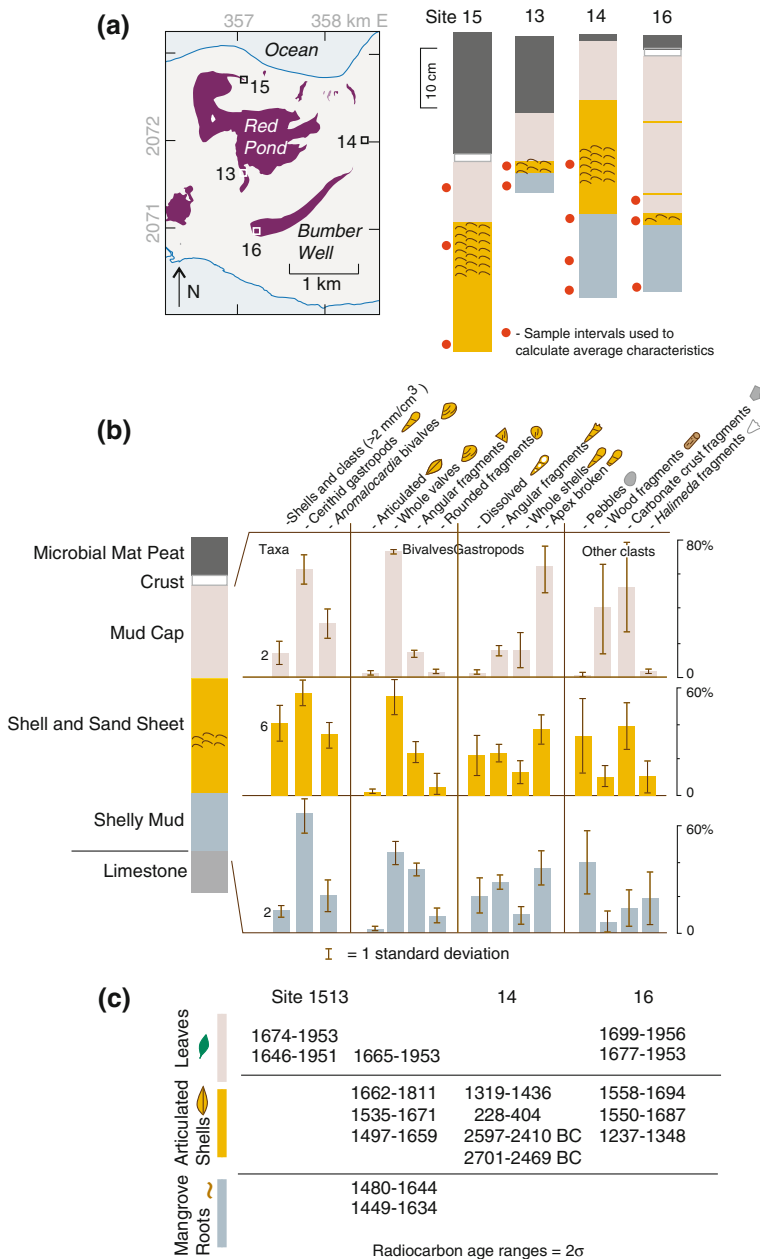 (a)
357
358 km E
Ocean
15
Red
Pond
14
13
16
Bumber
Well
1 km
N
2072
2071
Site 15
13
14
16
10 cm
- Sample intervals used to
calculate average characteristics
(b)
-Shells and clasts (>2 mm/cm³)
- Cerithid gastropods
- Anomalocardia bivalves
- Articulated
- Whole valves
- Angular fragments
- Rounded fragments
- Dissolved
- Angular fragments
- Whole shells
- Apex broken
- Pebbles
- Wood fragments
- Carbonate crust fragments
- Halimeda fragments
Microbial Mat Peat
Crust
Mud Cap
Shell and Sand Sheet
Shelly Mud
Limestone
Taxa
BivalvesGastropods
Other clasts
80%
2
0
60%
6
0
60%
2
0
= 1 standard deviation
(c)
Site 1513
14
16
Leaves
1674-1953
1699-1956
1646-1951
1665-1953
1677-1953
Articulated
Shells
1662-1811
1319-1436
1558-1694
1535-1671
228-404
1550-1687
1497-1659
2597-2410 BC
1237-1348
2701-2469 BC
Mangrove
Roots
1480-1644
1449-1634
Radiocarbon age ranges = 2σ